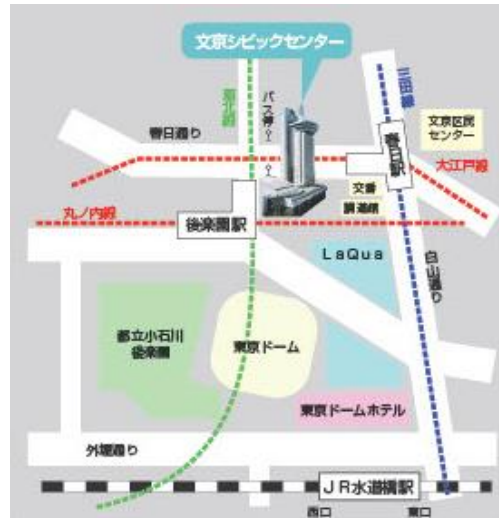 文京シビックセンター
三田線
南北線
バス停
文京区民
センター
春日通り
春日駅
大江戸線
交番
丸ノ内線
後楽園駅
LaQua
白山通り
都立小石川
後楽園
東京ドーム
東京ドームホテル
外堀通り
JR水道橋駅
西口
東口